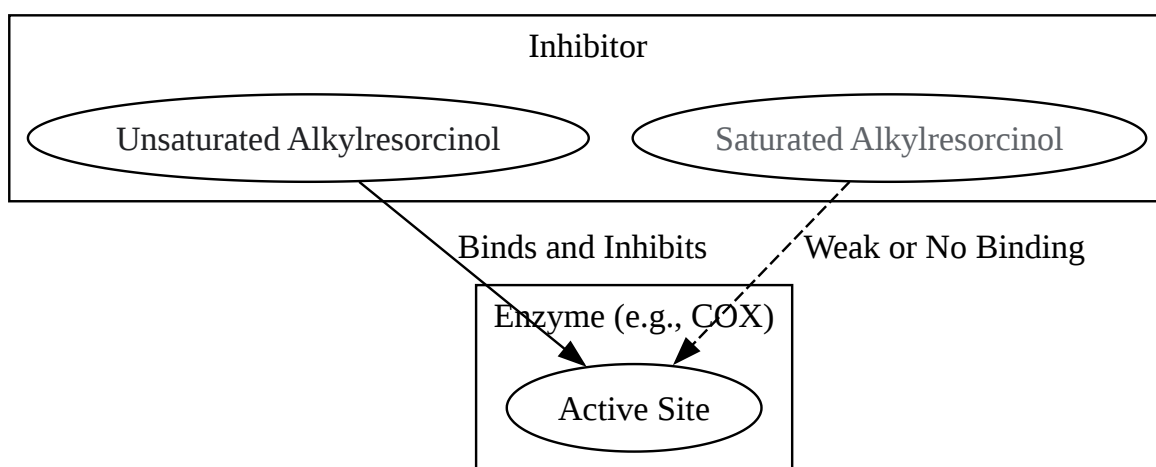 Inhibitor
Unsaturated Alkylresorcinol
Saturated Alkylresorcinol
Binds and Inhibits
Weak or No Binding
Enzyme (e.g., COX)
Active Site